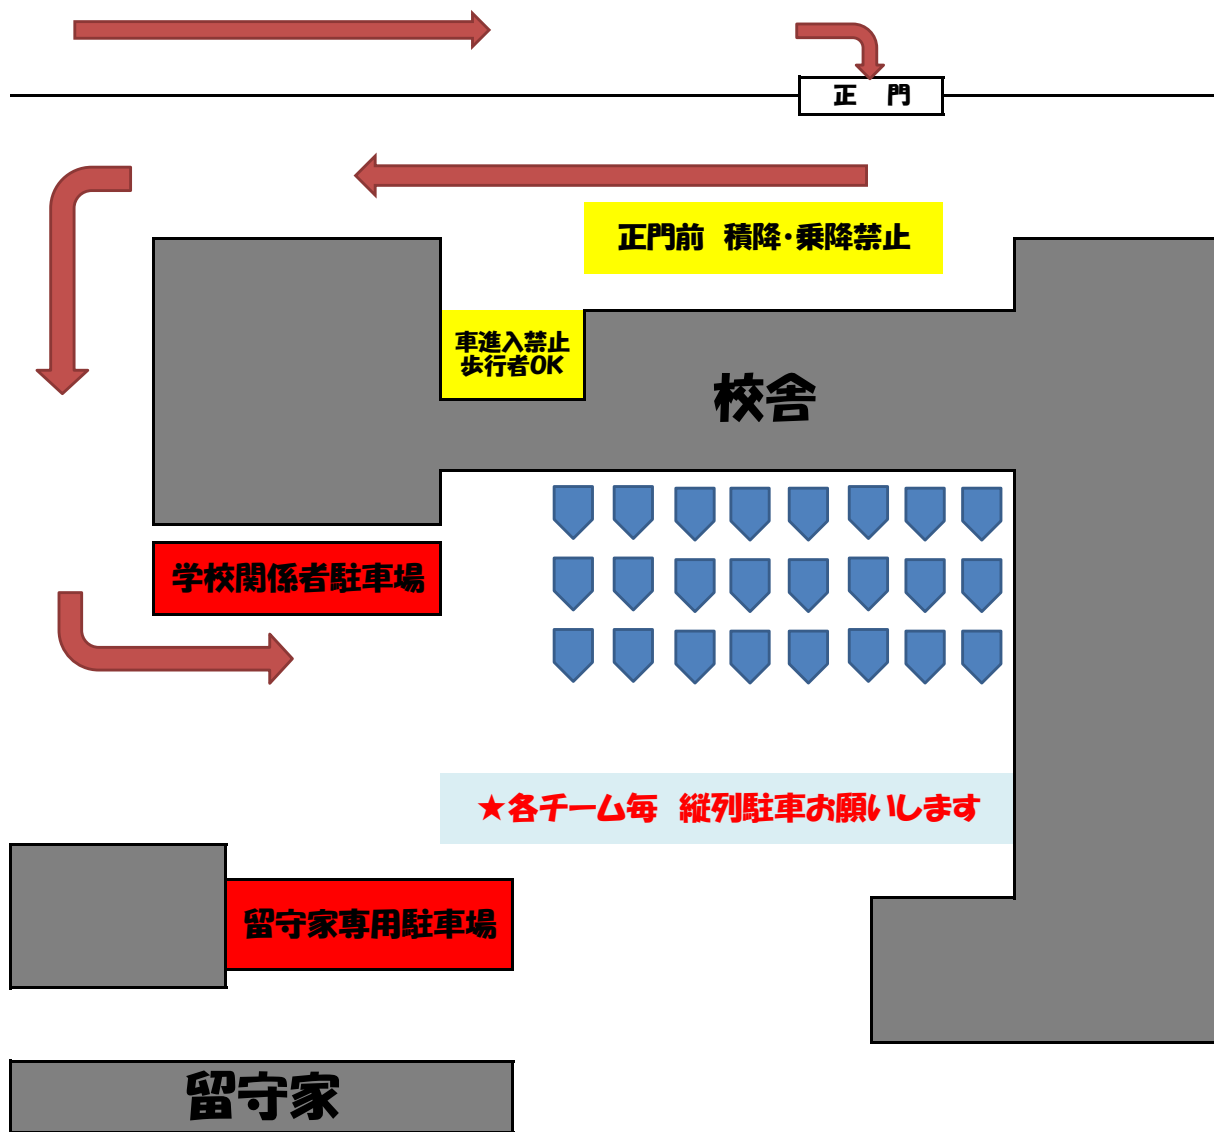 正　門
正門前　積降・乗降禁止
車進入禁止
歩行者OK
校舎
学校関係者駐車場
★各チーム毎　縦列駐車お願いします
留守家専用駐車場
留守家